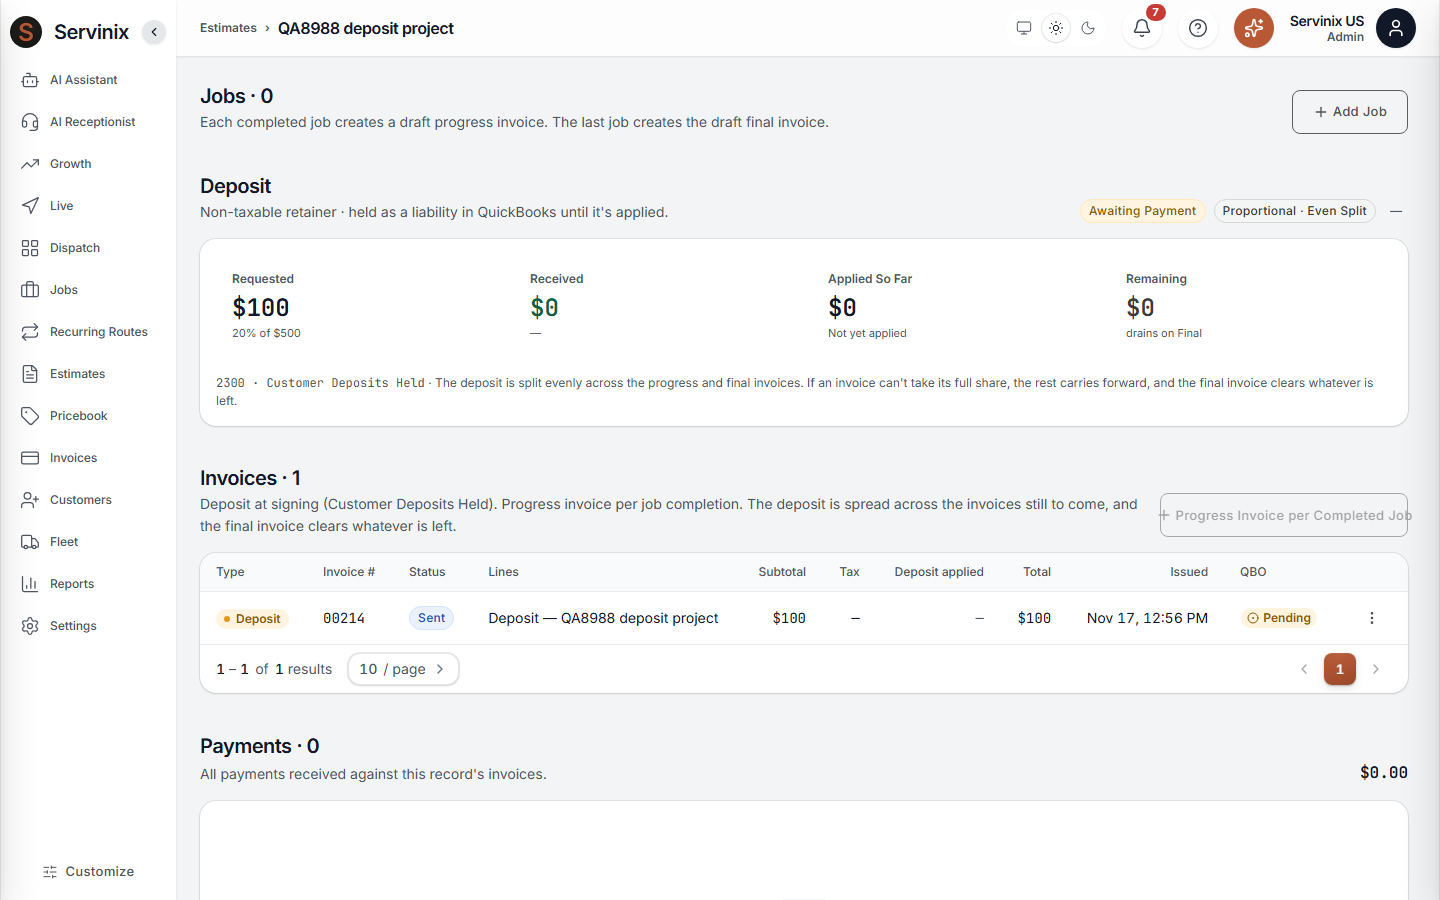 S Servinix
AI Assistant
AI Receptionist
Growth
Live
Dispatch
Jobs
Recurring Routes
Estimates
Pricebook
Invoices
Customers
Fleet
Reports
Settings
Customize
Estimates › QA8988 deposit project
7
Servinix US
Admin
Jobs · 0
Each completed job creates a draft progress invoice. The last job creates the draft final invoice.
+ Add Job
Deposit
Non-taxable retainer · held as a liability in QuickBooks until it's applied.
Awaiting Payment Proportional · Even Split —
Requested Received Applied So Far Remaining
$100 $0 $0 $0
20% of $500 — Not yet applied drains on Final
2300 · Customer Deposits Held · The deposit is split evenly across the progress and final invoices. If an invoice can't take its full share, the rest carries forward, and the final invoice clears whatever is
left.
Invoices · 1
Deposit at signing (Customer Deposits Held). Progress invoice per job completion. The deposit is spread across the invoices still to come, and
the final invoice clears whatever is left.
+ Progress Invoice per Completed Job
Type Invoice # Status Lines Subtotal Tax Deposit applied Total Issued QBO
Deposit 00214 Sent Deposit — QA8988 deposit project $100 — — $100 Nov 17, 12:56 PM Pending
1 – 1 of 1 results 10 / page 1
Payments · 0
All payments received against this record's invoices.
$0.00